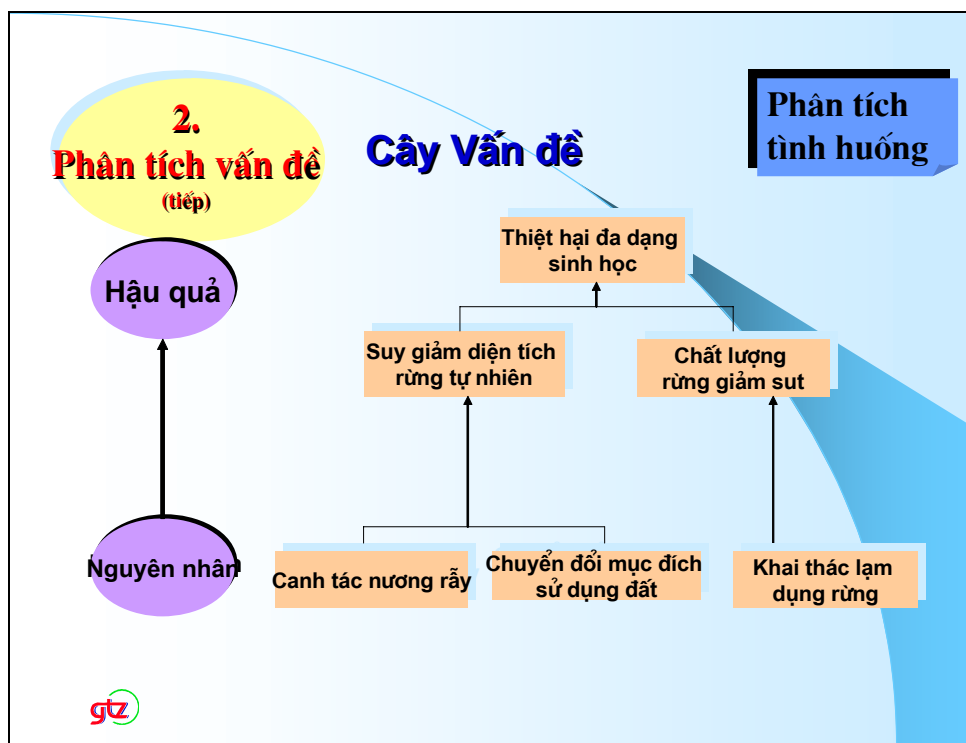 2.
Phân tích vấn đề
(tiếp)
Cây Vấn đề
Phân tích
tình huống
Thiệt hại đa dạng
sinh học
Hậu quả
Suy giảm diện tích
rừng tự nhiên
Chất lượng
rừng giảm sut
Nguyên nhân
Canh tác nương rẫy
Chuyển đổi mục đích
sử dụng đất
Khai thác lạm
dụng rừng
gtz